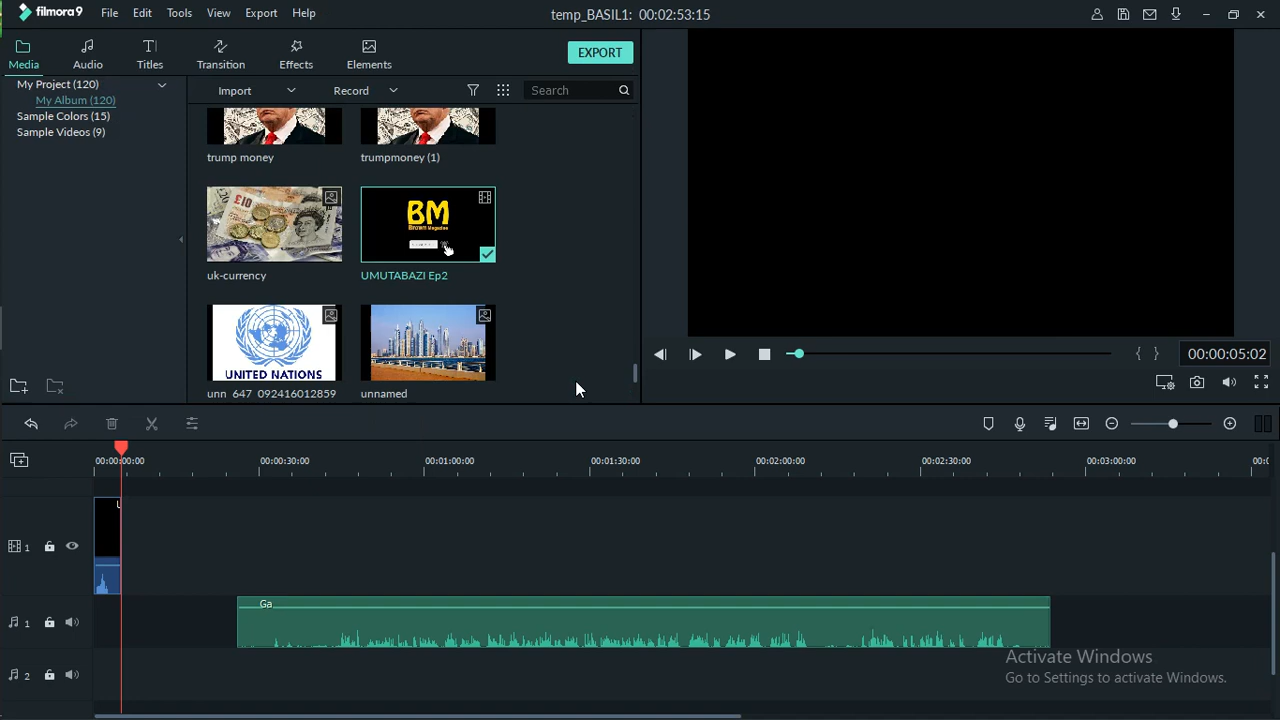 filmora9
File Edit Tools View Export Help
temp_BASIL1: 00:02:53:15
Media Audio Titles Transition Effects Elements
EXPORT
My Project (120)
My Album (120)
Sample Colors (15)
Sample Videos (9)
Import Record Search
trump money trumpmoney (1)
£10
BM
Brown Magazine
uk-currency UMUTABAZI Ep2
UNITED NATIONS
unn 647 092416012859 unnamed
00:00:05:02
00:00:00:00 00:00:30:00 00:01:00:00 00:01:30:00 00:02:00:00 00:02:30:00 00:03:00:00
U
1
Ga
1
2
Activate Windows
Go to Settings to activate Windows.